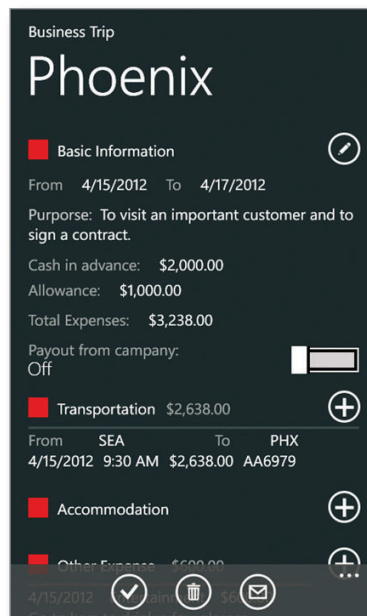 Business Trip
Phoenix
Basic Information
From 4/15/2012 To 4/17/2012
Purporse: To visit an important customer and to
sign a contract.
Cash in advance: $2,000.00
Allowance: $1,000.00
Total Expenses: $3,238.00
Payout from campany:
Off
Transportation $2,638.00
From SEA To PHX
4/15/2012 9:30 AM $2,638.00 AA6979
Accommodation
Other Expense $600.00
4/15/2012